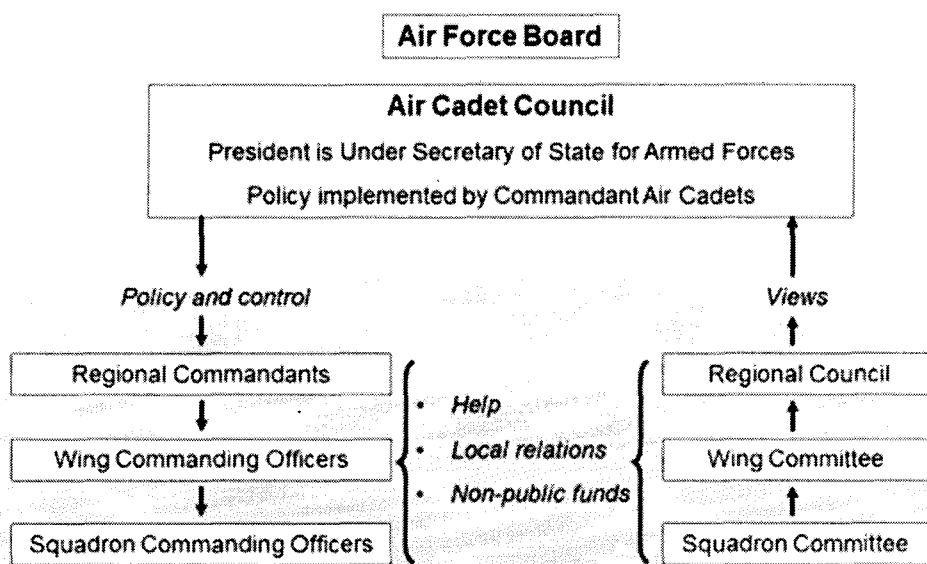 Air Force Board
Air Cadet Council
President is Under Secretary of State for Armed Forces
Policy implemented by Commandant Air Cadets
Policy and control
Views
Regional Commandants
Wing Commanding Officers
Squadron Commanding Officers
• Help
• Local relations
• Non-public funds
Regional Council
Wing Committee
Squadron Committee